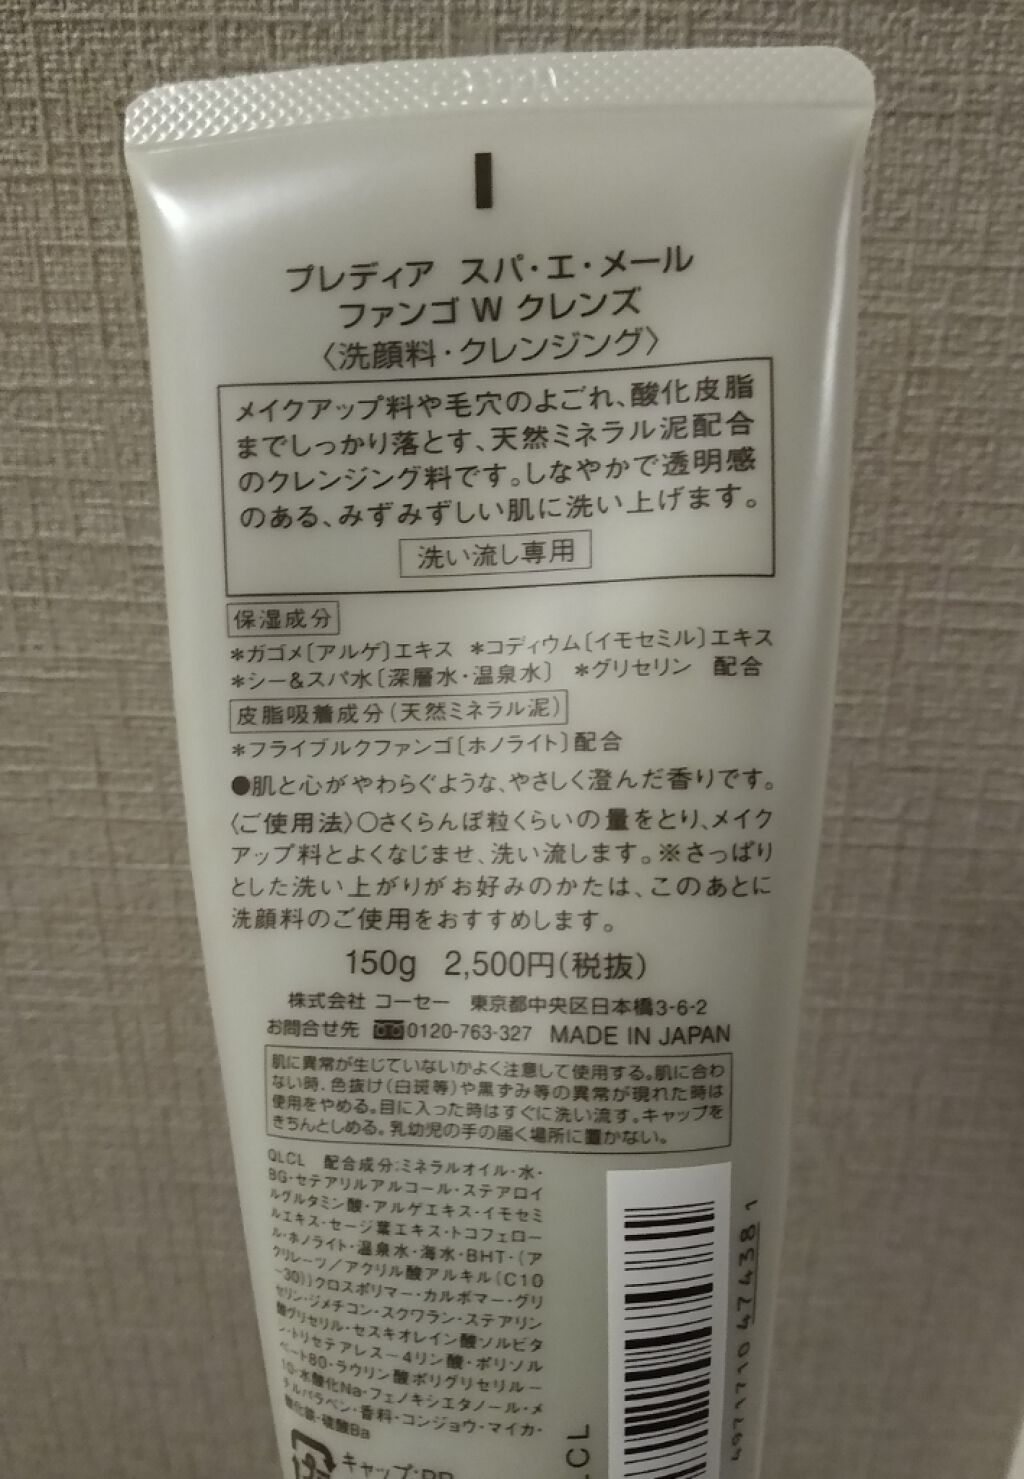 プレディア スパ・エ・メール
ファンゴ W クレンズ
〈洗顔料・クレンジング〉
メイクアップ料や毛穴のよごれ、酸化皮脂
までしっかり落とす、天然ミネラル泥配合
のクレンジング料です。しなやかで透明感
のある、みずみずしい肌に洗い上げます。
洗い流し専用
保湿成分
*ガゴメ〔アルゲ〕エキス *コディウム〔イモセミル〕エキス
*シー&スパ水〔深層水・温泉水〕 *グリセリン 配合
皮脂吸着成分(天然ミネラル泥)
*フライブルクファンゴ〔ホノライト〕配合
●肌と心がやわらぐような、やさしく澄んだ香りです。
〈ご使用法〉○さくらんぼ粒くらいの量をとり、メイク
アップ料とよくなじませ、洗い流します。※さっぱり
とした洗い上がりがお好みのかたは、このあとに
洗顔料のご使用をおすすめします。
150g 2,500円(税抜)
株式会社 コーセー 東京都中央区日本橋3-6-2
お問合せ先 0120-763-327 MADE IN JAPAN
肌に異常が生じていないかよく注意して使用する。肌に合わ
ない時、色抜け(白斑等)や黒ずみ等の異常が現れた時は
使用をやめる。目に入った時はすぐに洗い流す。キャップを
きちんとしめる。乳幼児の手の届く場所に置かない。
QLCL 配合成分:ミネラルオイル・水・
BG・セテアリルアルコール・ステアロイ
ルグルタミン酸・アルゲエキス・イモセミ
ルエキス・セージ葉エキス・トコフェロー
ル・ホノライト・温泉水・海水・BHT・(ア
クリレーツ/アクリル酸アルキル(C10
-30))クロスポリマー・カルボマー・グリ
セリン・ジメチコン・スクワラン・ステアリン
酸グリセリル・セスキオレイン酸ソルビタ
ン・トリセテアレス-4リン酸・ポリソル
ベート80・ラウリン酸ポリグリセリル-
10・水酸化Na・フェノキシエタノール・メ
チルパラベン・香料・コンジョウ・マイカ・
酸化鉄・硫酸Ba
キャップ:PP
4971710 474381